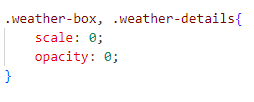 .weather-box, .weather-details{
    scale: 0;
    opacity: 0;
}